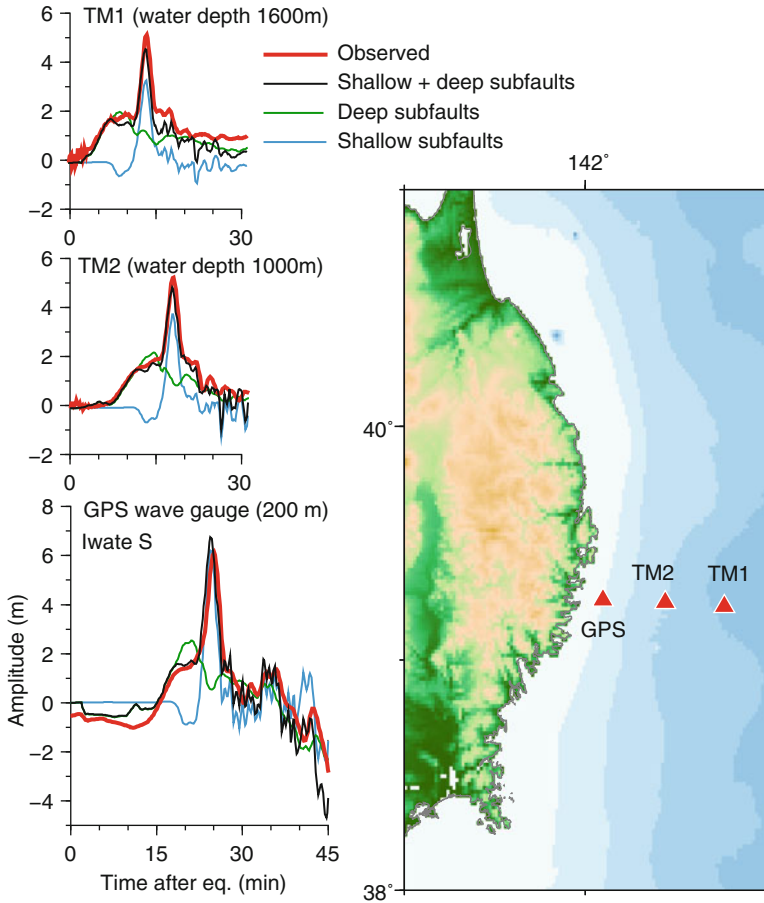 TM1 (water depth 1600m)
6
4
2
0
−2
0
30
Observed
Shallow + deep subfaults
Deep subfaults
Shallow subfaults
TM2 (water depth 1000m)
6
4
2
0
−2
0
30
GPS wave gauge (200 m)
Iwate S
8
6
4
2
0
−2
−4
Amplitude (m)
0
15
30
45
Time after eq. (min)
142˚
40˚
38˚
TM2
TM1
GPS